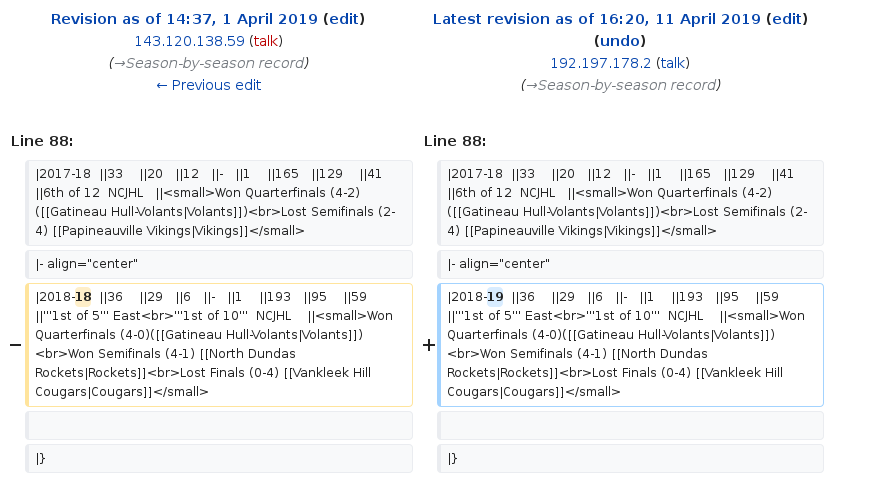 Revision as of 14:37, 1 April 2019 (edit)
143.120.138.59 (talk)
(→Season-by-season record)
← Previous edit
Latest revision as of 16:20, 11 April 2019 (edit)
(undo)
192.197.178.2 (talk)
(→Season-by-season record)
Line 88:
|2017-18 ||33 ||20 ||12 ||- ||1 ||165 ||129 ||41
||6th of 12 NCJHL ||<small>Won Quarterfinals (4-2)
([[Gatineau Hull-Volants|Volants]])<br>Lost Semifinals (2-
4) [[Papineauville Vikings|Vikings]]</small>
|- align="center"
− |2018-18 ||36 ||29 ||6 ||- ||1 ||193 ||95 ||59
||'''1st of 5''' East<br>'''1st of 10''' NCJHL ||<small>Won
Quarterfinals (4-0)([[Gatineau Hull-Volants|Volants]])
<br>Won Semifinals (4-1) [[North Dundas
Rockets|Rockets]]<br>Lost Finals (0-4) [[Vankleek Hill
Cougars|Cougars]]</small>
|}
Line 88:
|2017-18 ||33 ||20 ||12 ||- ||1 ||165 ||129 ||41
||6th of 12 NCJHL ||<small>Won Quarterfinals (4-2)
([[Gatineau Hull-Volants|Volants]])<br>Lost Semifinals (2-
4) [[Papineauville Vikings|Vikings]]</small>
|- align="center"
+ |2018-19 ||36 ||29 ||6 ||- ||1 ||193 ||95 ||59
||'''1st of 5''' East<br>'''1st of 10''' NCJHL ||<small>Won
Quarterfinals (4-0)([[Gatineau Hull-Volants|Volants]])
<br>Won Semifinals (4-1) [[North Dundas
Rockets|Rockets]]<br>Lost Finals (0-4) [[Vankleek Hill
Cougars|Cougars]]</small>
|}